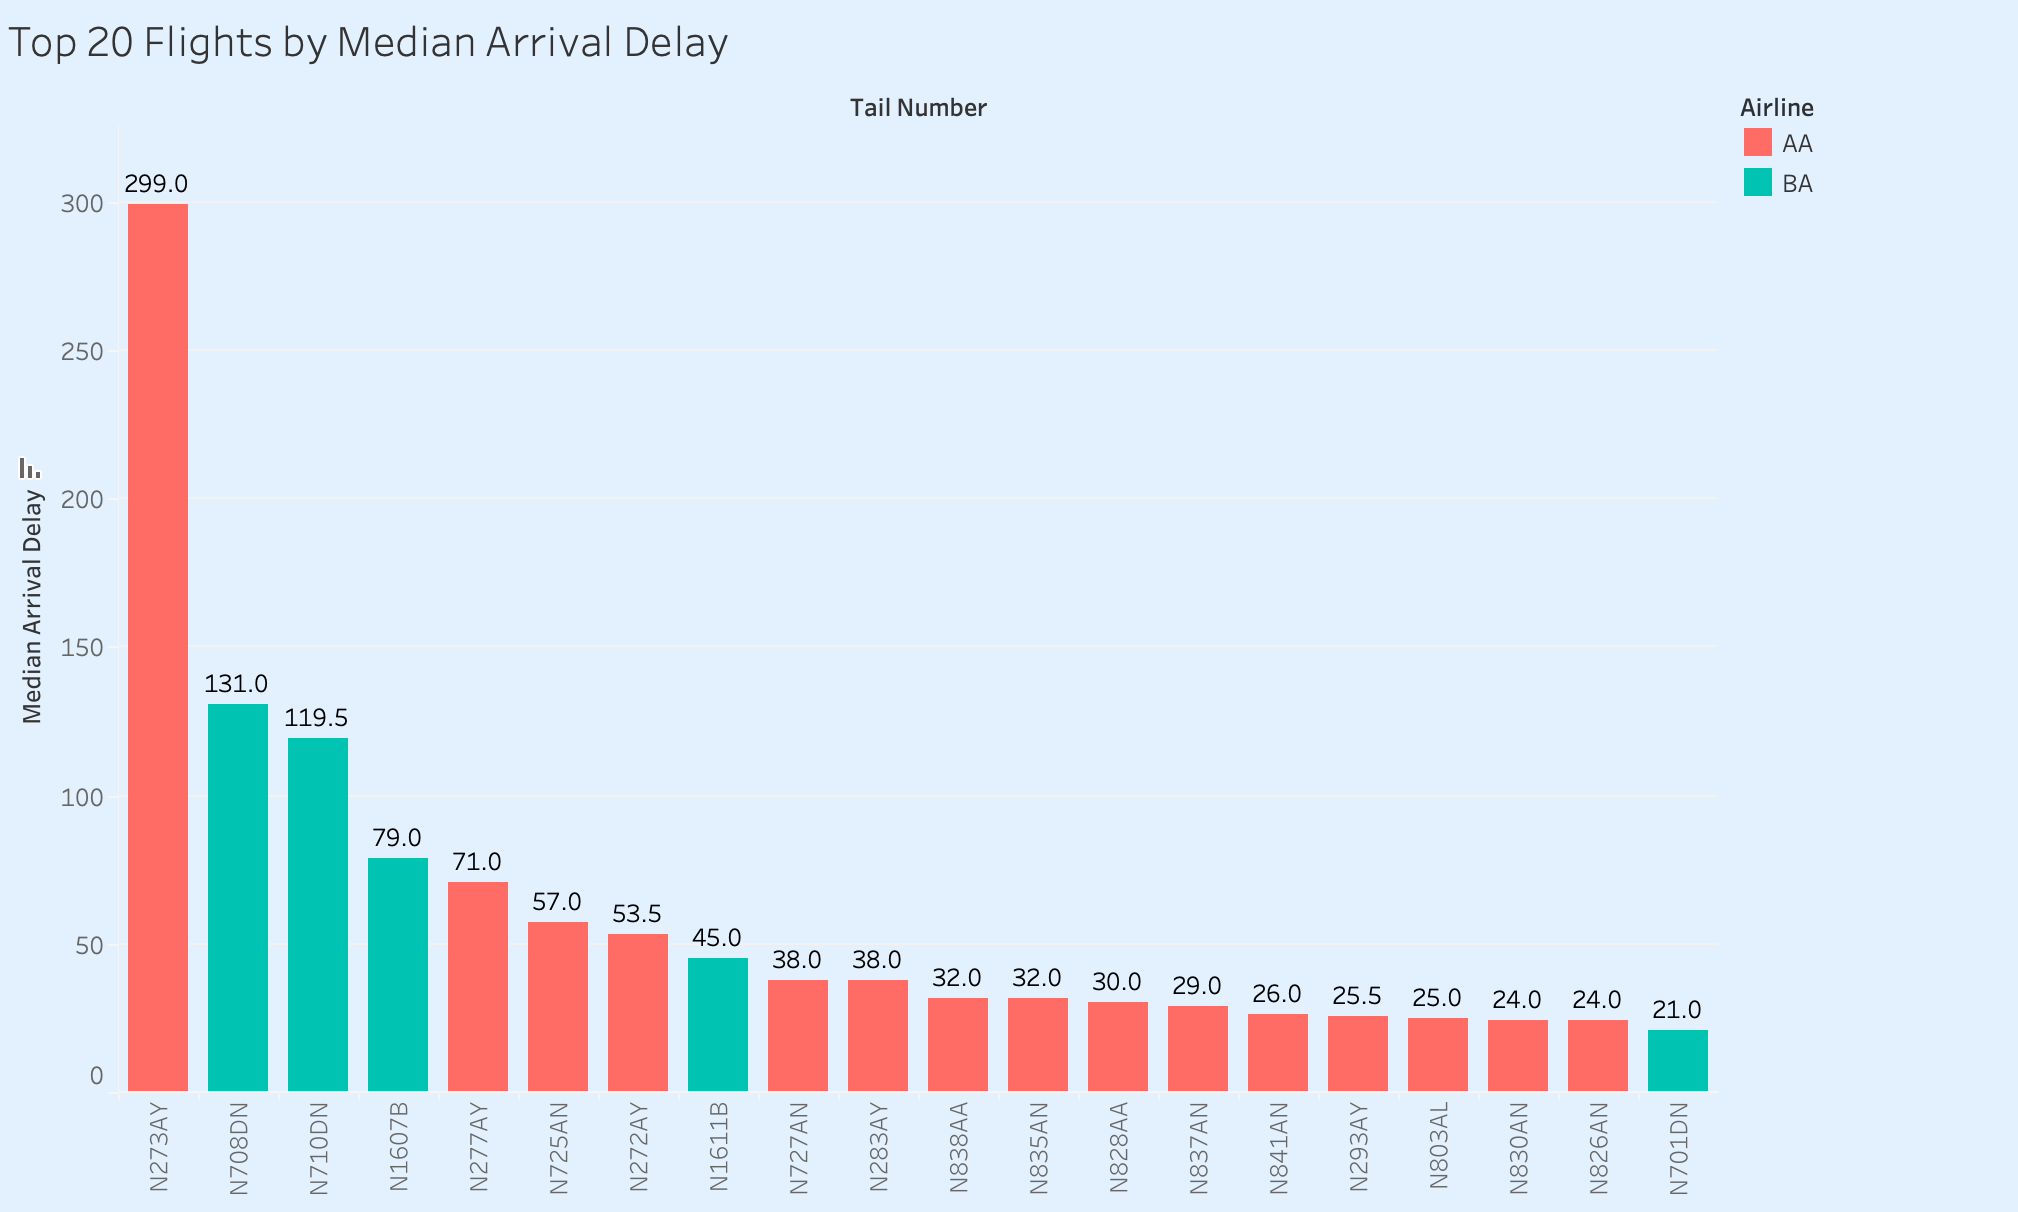 Top 20 Flights by Median Arrival Delay
Tail Number
Airline
AA
BA
Median Arrival Delay
300
250
200
150
100
50
0
299.0
131.0
119.5
79.0
71.0
57.0
53.5
45.0
38.0
38.0
32.0
32.0
30.0
29.0
26.0
25.5
25.0
24.0
24.0
21.0
N273AY
N708DN
N710DN
N1607B
N277AY
N725AN
N272AY
N1611B
N727AN
N283AY
N838AA
N835AN
N828AA
N837AN
N841AN
N293AY
N803AL
N830AN
N826AN
N701DN